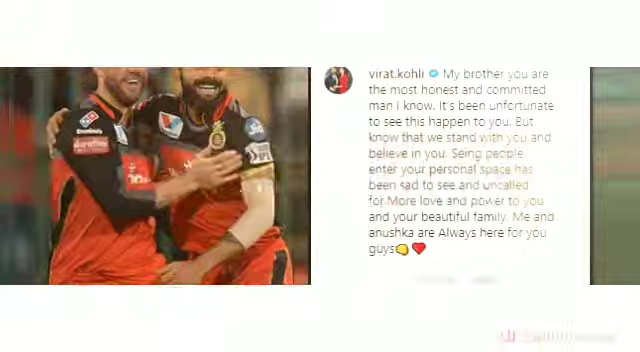 virat.kohli My brother you are
the most honest and committed
man i know. It's been unfortunate
to see this happen to you. But
know that we stand with you and
believe in you. Seing people
enter your personal space has
been sad to see and uncalled
for.More love and power to you
and your beautiful family. Me and
anushka are Always here for you
guys👊❤️
Domino's
IPL